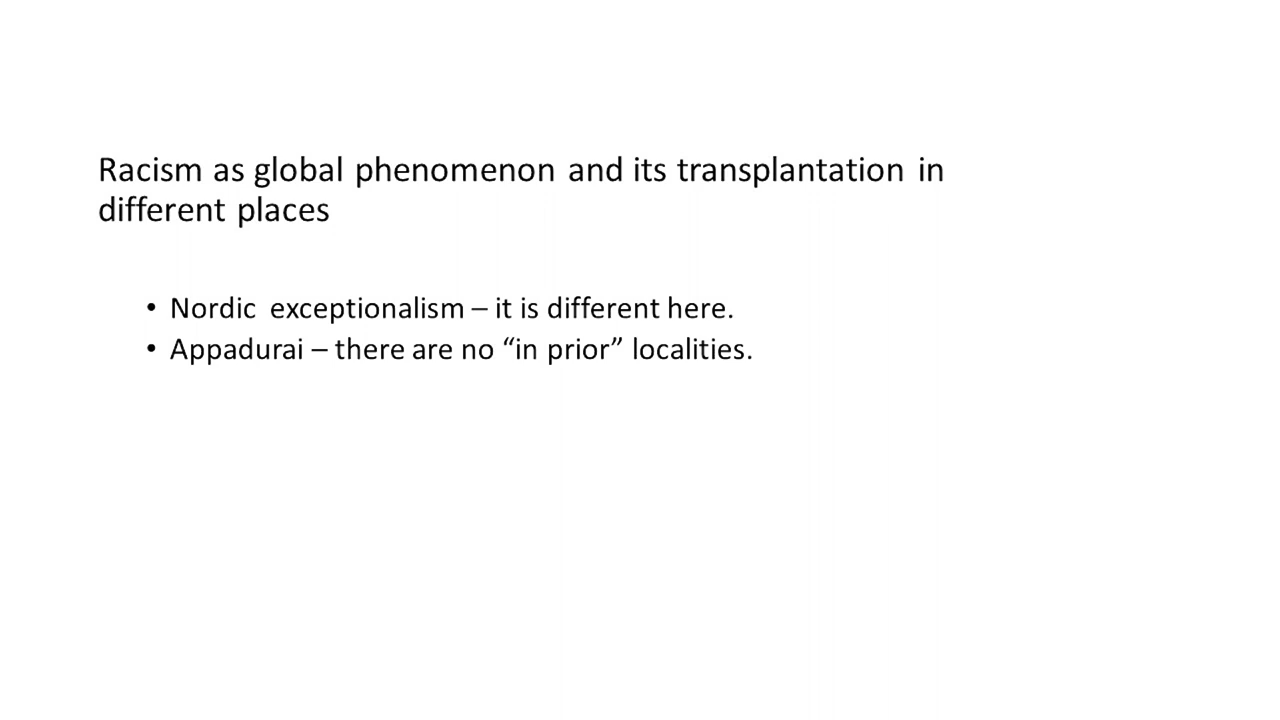 Racism as global phenomenon and its transplantation in
different places
• Nordic exceptionalism – it is different here.
• Appadurai – there are no “in prior” localities.